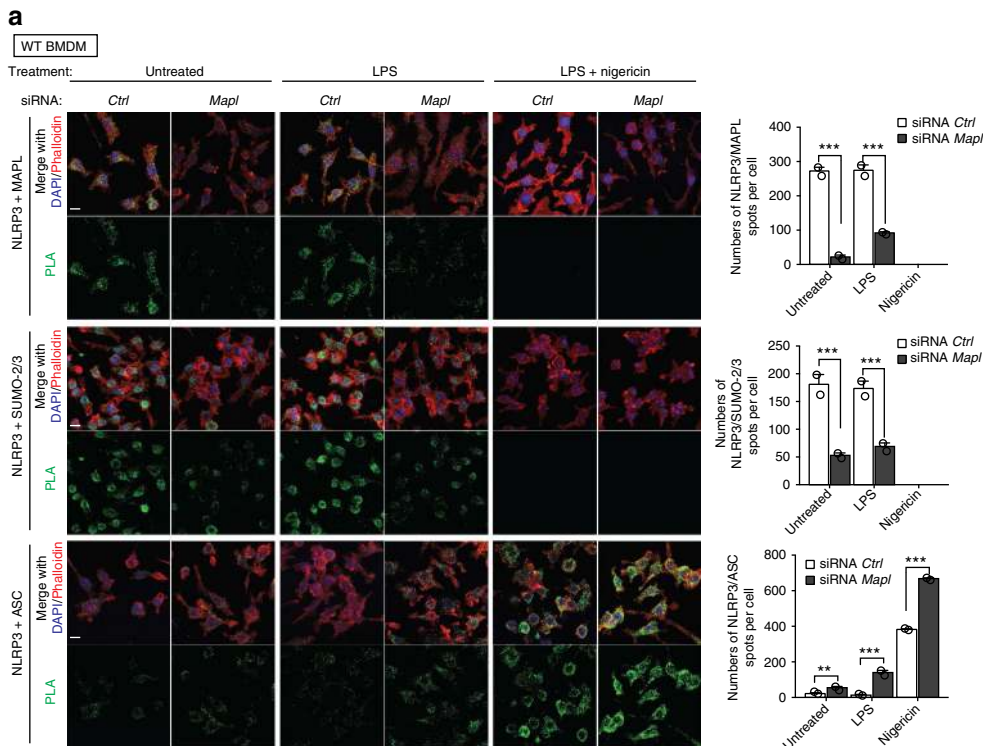 a
WT BMDM
Treatment: Untreated LPS LPS + nigericin
siRNA: Ctrl Mapl Ctrl Mapl Ctrl Mapl
NLRP3 + MAPL
Merge with
DAPI/Phalloidin
PLA
NLRP3 + SUMO-2/3
Merge with
DAPI/Phalloidin
PLA
NLRP3 + ASC
Merge with
DAPI/Phalloidin
PLA
siRNA Ctrl
siRNA Mapl
Numbers of NLRP3/MAPL
spots per cell
400
300
200
100
0
*** ***
Untreated LPS Nigericin
siRNA Ctrl
siRNA Mapl
Numbers of
NLRP3/SUMO-2/3
spots per cell
250
200
150
100
50
0
*** ***
Untreated LPS Nigericin
siRNA Ctrl
siRNA Mapl
Numbers of NLRP3/ASC
spots per cell
800
600
400
200
0
** *** ***
Untreated LPS Nigericin